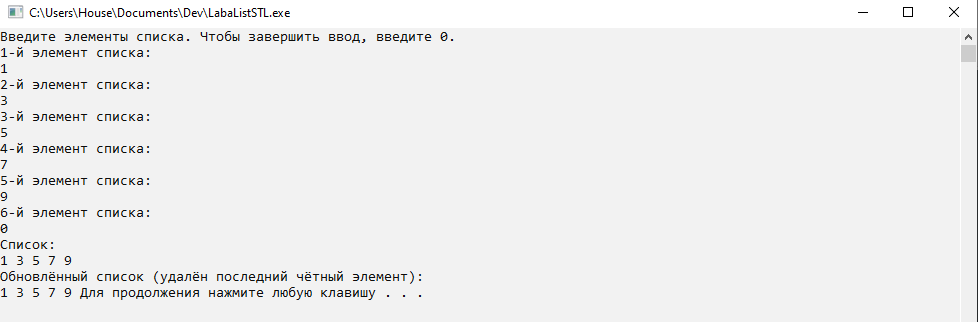 C:\Users\House\Documents\Dev\LabaListSTL.exe
Введите элементы списка. Чтобы завершить ввод, введите 0.
1-й элемент списка:
1
2-й элемент списка:
3
3-й элемент списка:
5
4-й элемент списка:
7
5-й элемент списка:
9
6-й элемент списка:
0
Список:
1 3 5 7 9
Обновлённый список (удалён последний чётный элемент):
1 3 5 7 9 Для продолжения нажмите любую клавишу . . .